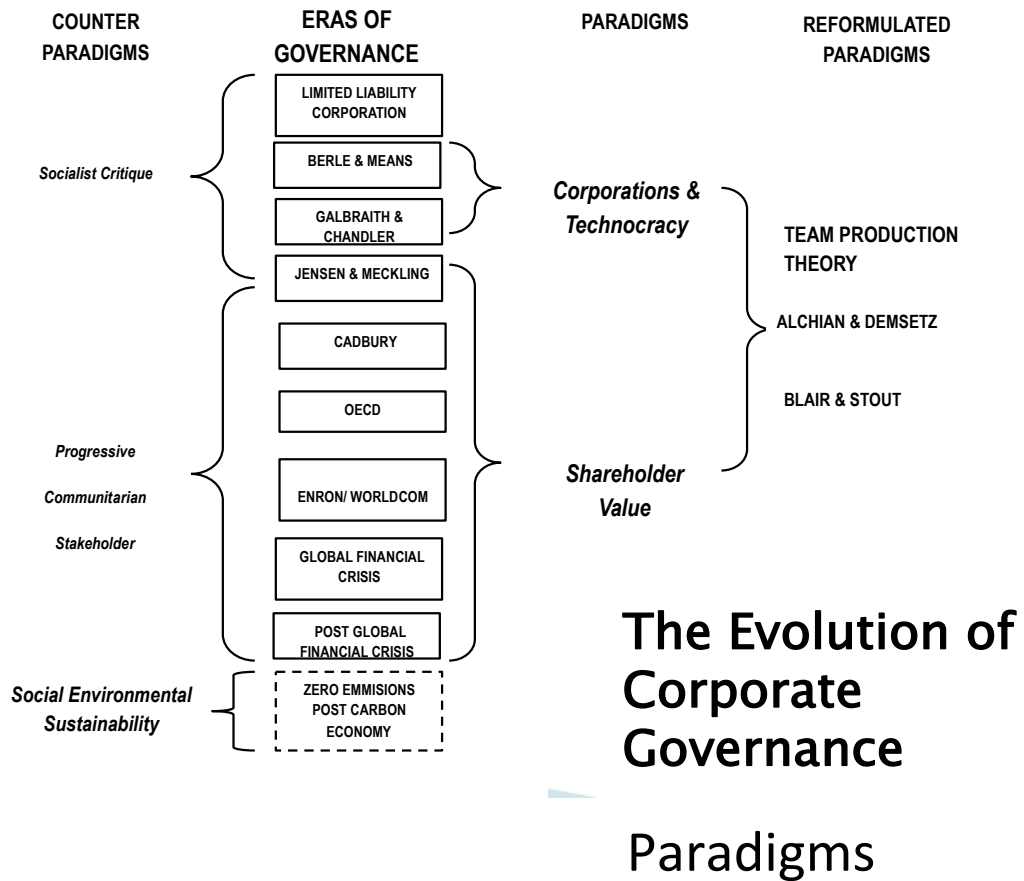 COUNTER
PARADIGMS
ERAS OF
GOVERNANCE
PARADIGMS
REFORMULATED
PARADIGMS
LIMITED LIABILITY
CORPORATION
BERLE & MEANS
Socialist Critique
GALBRAITH &
CHANDLER
Corporations &
Technocracy
TEAM PRODUCTION
THEORY
JENSEN & MECKLING
CADBURY
ALCHIAN & DEMSETZ
OECD
BLAIR & STOUT
Progressive
Communitarian
Stakeholder
ENRON/ WORLDCOM
Shareholder
Value
GLOBAL FINANCIAL
CRISIS
POST GLOBAL
FINANCIAL CRISIS
Social Environmental
Sustainability
ZERO EMMISIONS
POST CARBON
ECONOMY
The Evolution of
Corporate
Governance
Paradigms